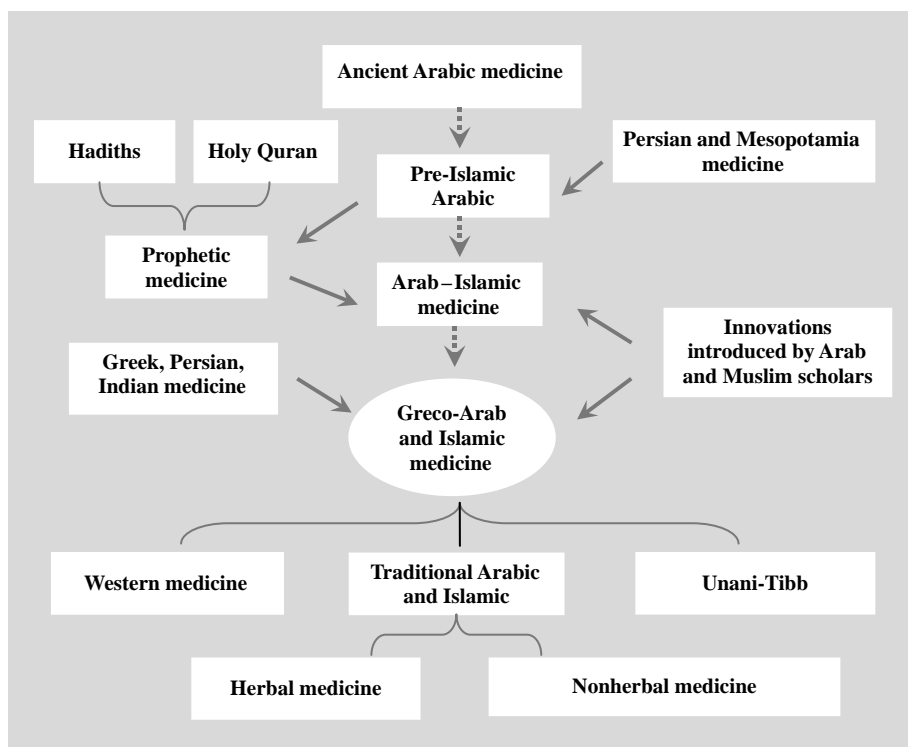 Ancient Arabic medicine
Hadiths
Holy Quran
Persian and Mesopotamia
medicine
Pre-Islamic
Arabic
Prophetic
medicine
Arab–Islamic
medicine
Innovations
introduced by Arab
and Muslim scholars
Greek, Persian,
Indian medicine
Greco-Arab
and Islamic
medicine
Western medicine
Traditional Arabic
and Islamic
Unani-Tibb
Herbal medicine
Nonherbal medicine